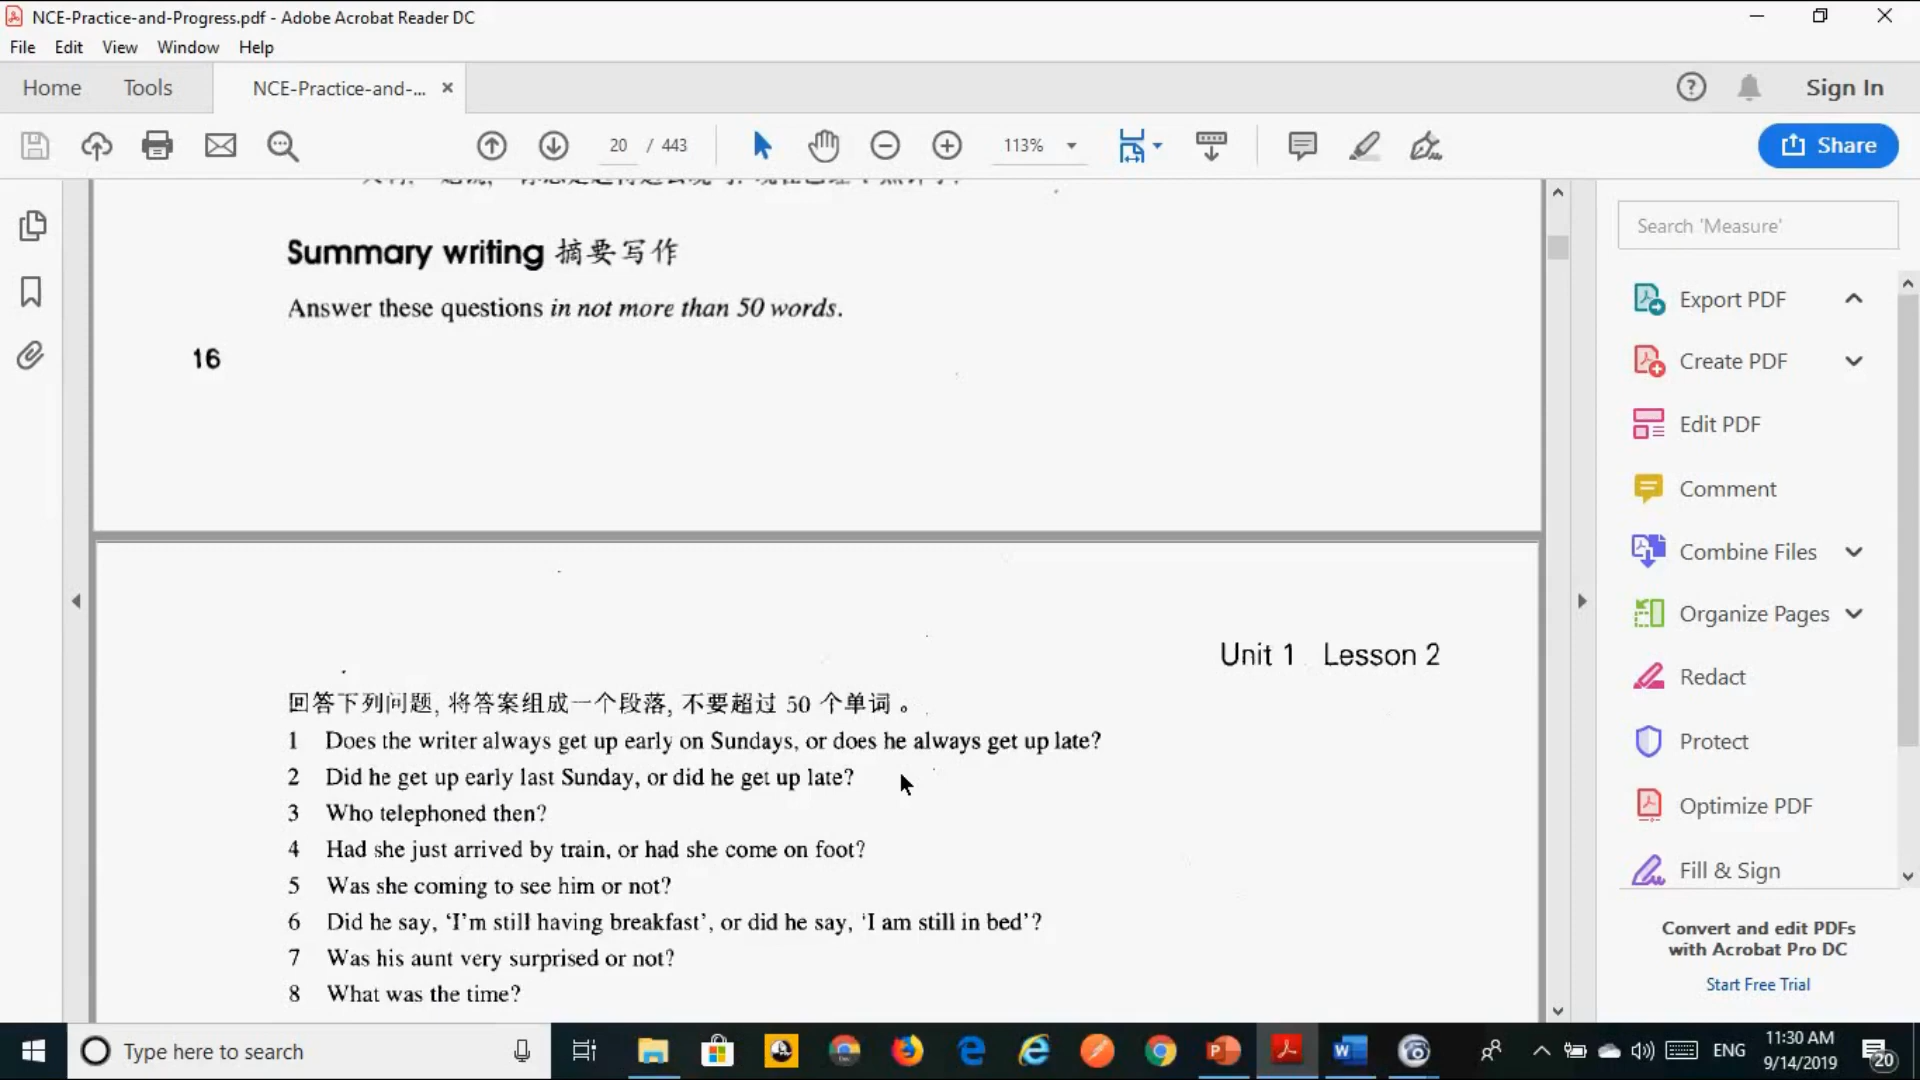 NCE-Practice-and-Progress.pdf - Adobe Acrobat Reader DC
File Edit View Window Help
Home Tools NCE-Practice-and-... × Sign In
20 / 443 113% Share
Summary writing 摘要写作
Answer these questions in not more than 50 words.
16
Unit 1 Lesson 2
回答下列问题, 将答案组成一个段落, 不要超过 50 个单词。
1 Does the writer always get up early on Sundays, or does he always get up late?
2 Did he get up early last Sunday, or did he get up late?
3 Who telephoned then?
4 Had she just arrived by train, or had she come on foot?
5 Was she coming to see him or not?
6 Did he say, ‘I'm still having breakfast’, or did he say, ‘I am still in bed’?
7 Was his aunt very surprised or not?
8 What was the time?
Search 'Measure'
Export PDF
Create PDF
Edit PDF
Comment
Combine Files
Organize Pages
Redact
Protect
Optimize PDF
Fill & Sign
Convert and edit PDFs
with Acrobat Pro DC
Start Free Trial
Type here to search
ENG
11:30 AM
9/14/2019
20